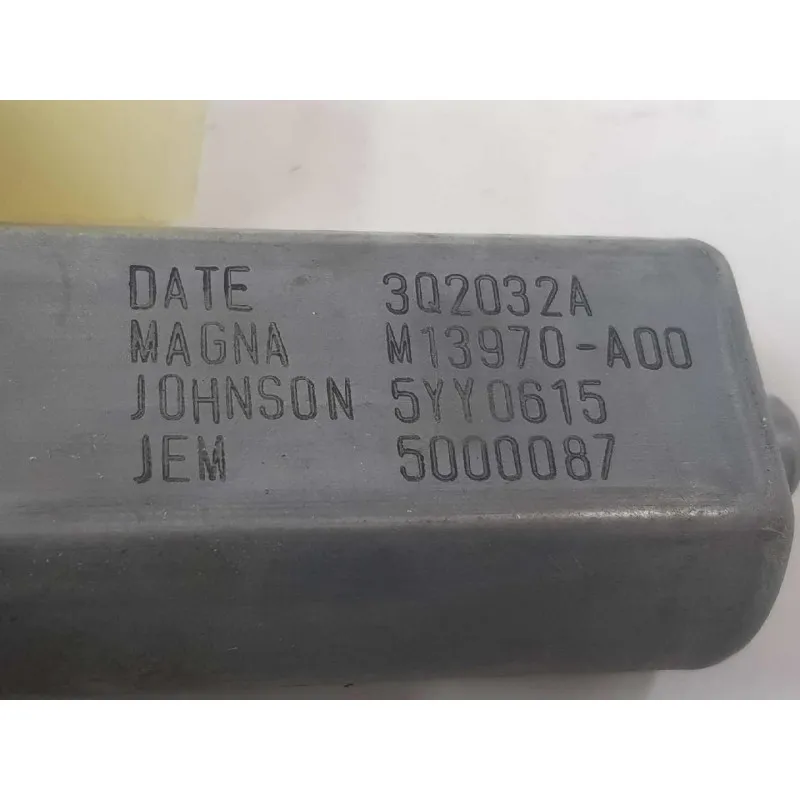 DATE 3Q2032A
MAGNA M13970-A00
JOHNSON 5YY0615
JEM 5000087